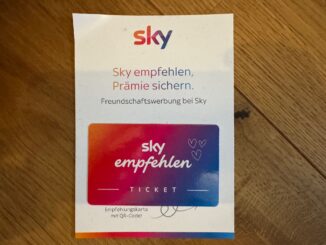 sky
Sky empfehlen,
Prämie sichern.
Freundschaftswerbung bei Sky
sky
empfehlen
TICKET
Empfehlungskarte
mit QR-Code!